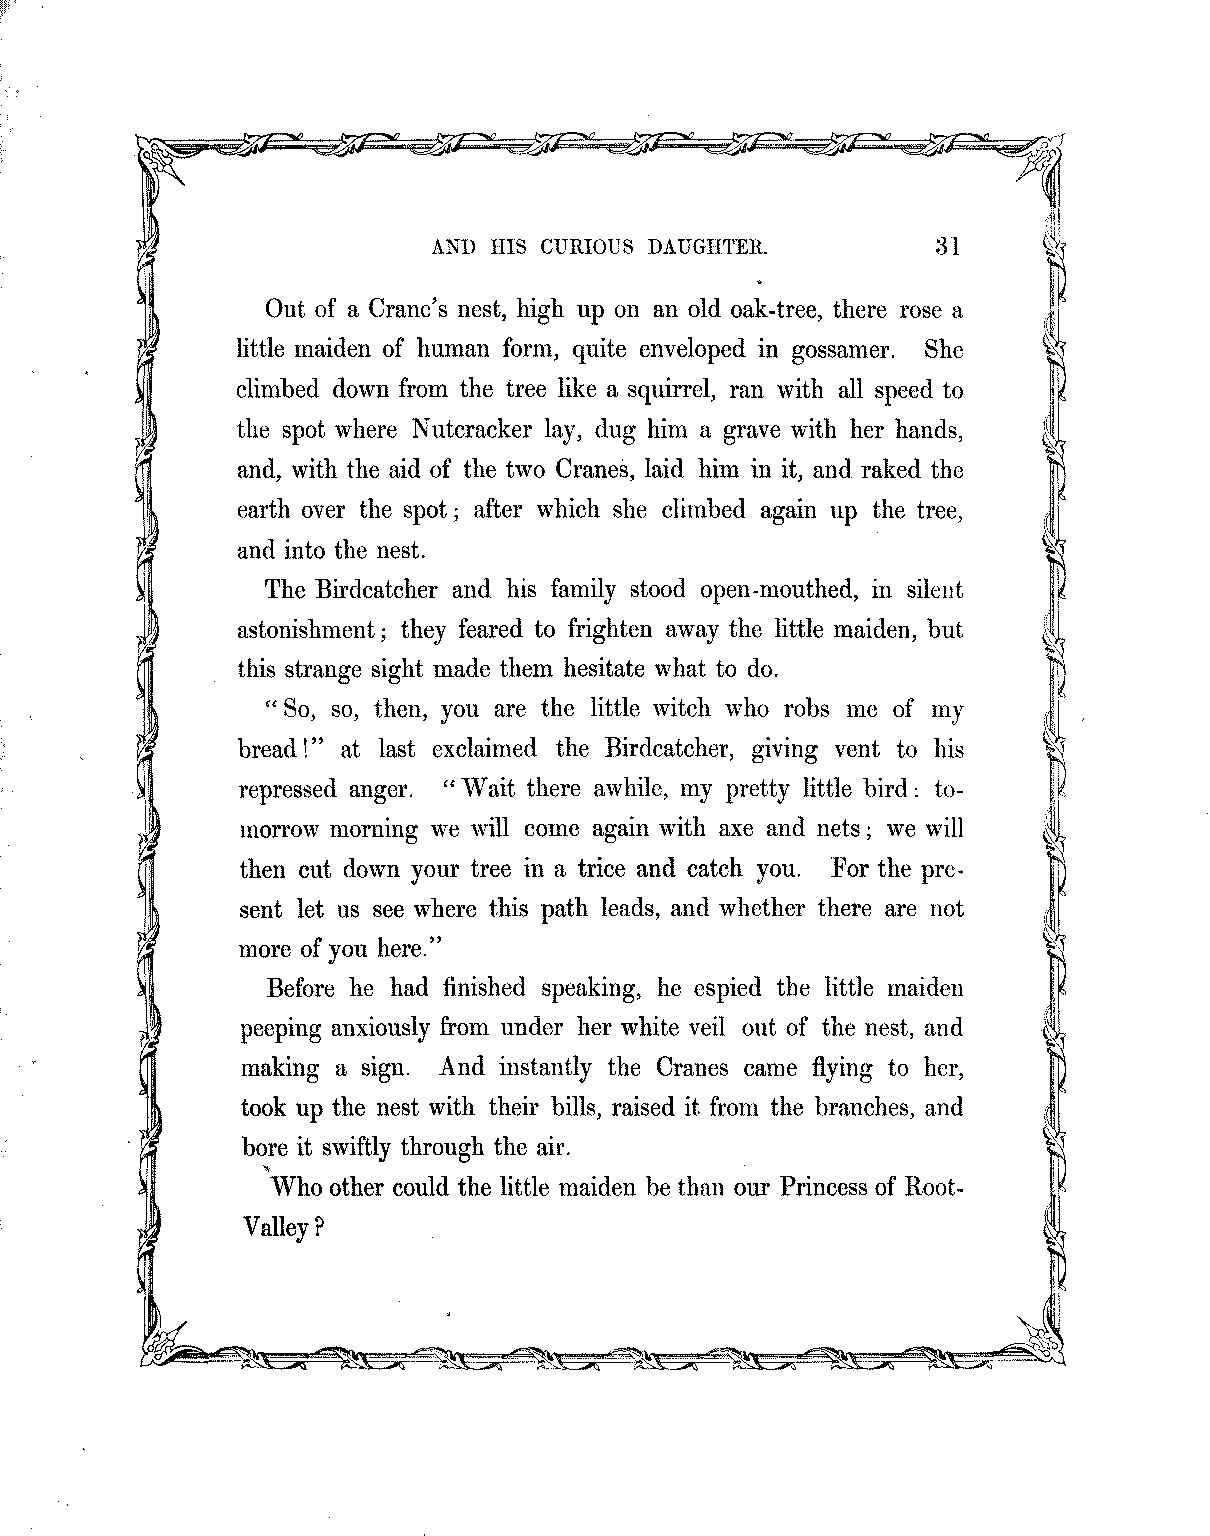 AND HIS CURIOUS DAUGHTER. 31
Out of a Crane's nest, high up on an old oak-tree, there rose a
little maiden of human form, quite enveloped in gossamer. She
climbed down from the tree like a squirrel, ran with all speed to
the spot where Nutcracker lay, dug him a grave with her hands,
and, with the aid of the two Cranes, laid him in it, and raked the
earth over the spot; after which she climbed again up the tree,
and into the nest.
The Birdcatcher and his family stood open-mouthed, in silent
astonishment; they feared to frighten away the little maiden, but
this strange sight made them hesitate what to do.
"So, so, then, you are the little witch who robs me of my
bread!" at last exclaimed the Birdcatcher, giving vent to his
repressed anger. "Wait there awhile, my pretty little bird: to-
morrow morning we will come again with axe and nets; we will
then cut down your tree in a trice and catch you. For the pre-
sent let us see where this path leads, and whether there are not
more of you here."
Before he had finished speaking, he espied the little maiden
peeping anxiously from under her white veil out of the nest, and
making a sign. And instantly the Cranes came flying to her,
took up the nest with their bills, raised it from the branches, and
bore it swiftly through the air.
Who other could the little maiden be than our Princess of Root-
Valley?